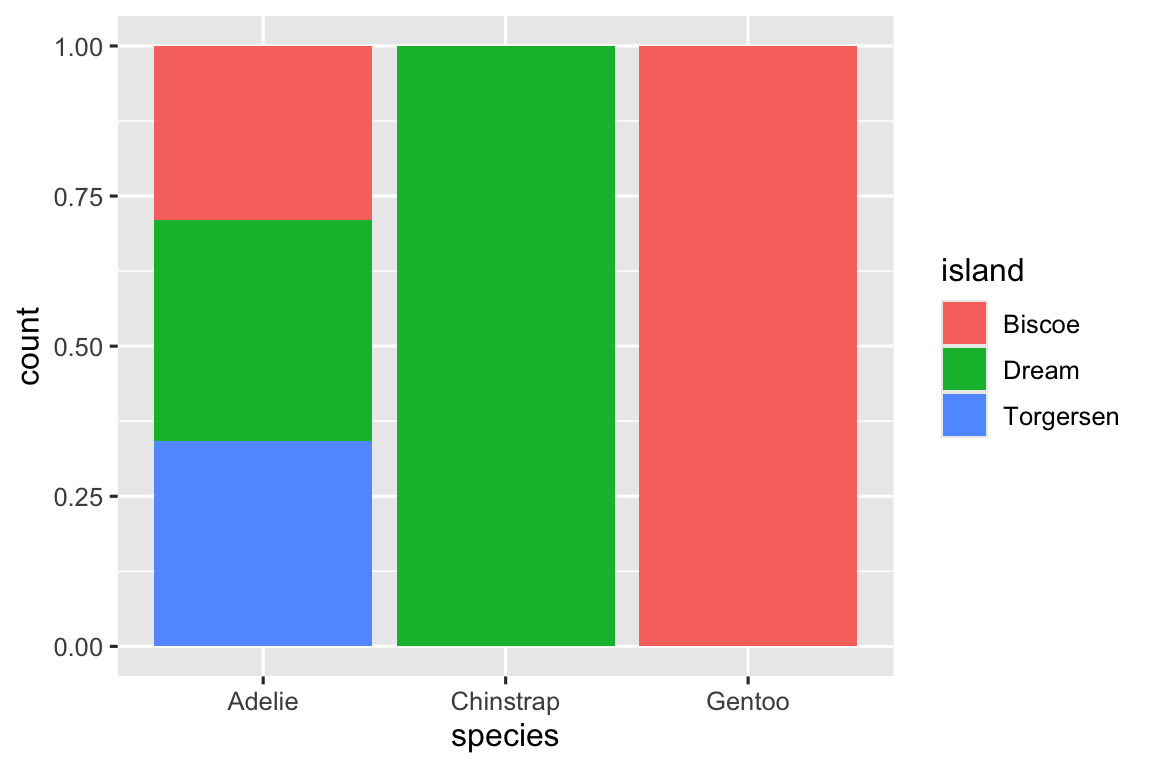 1.00
0.75
0.50
0.25
0.00
count
Adelie Chinstrap Gentoo
species
island
Biscoe
Dream
Torgersen